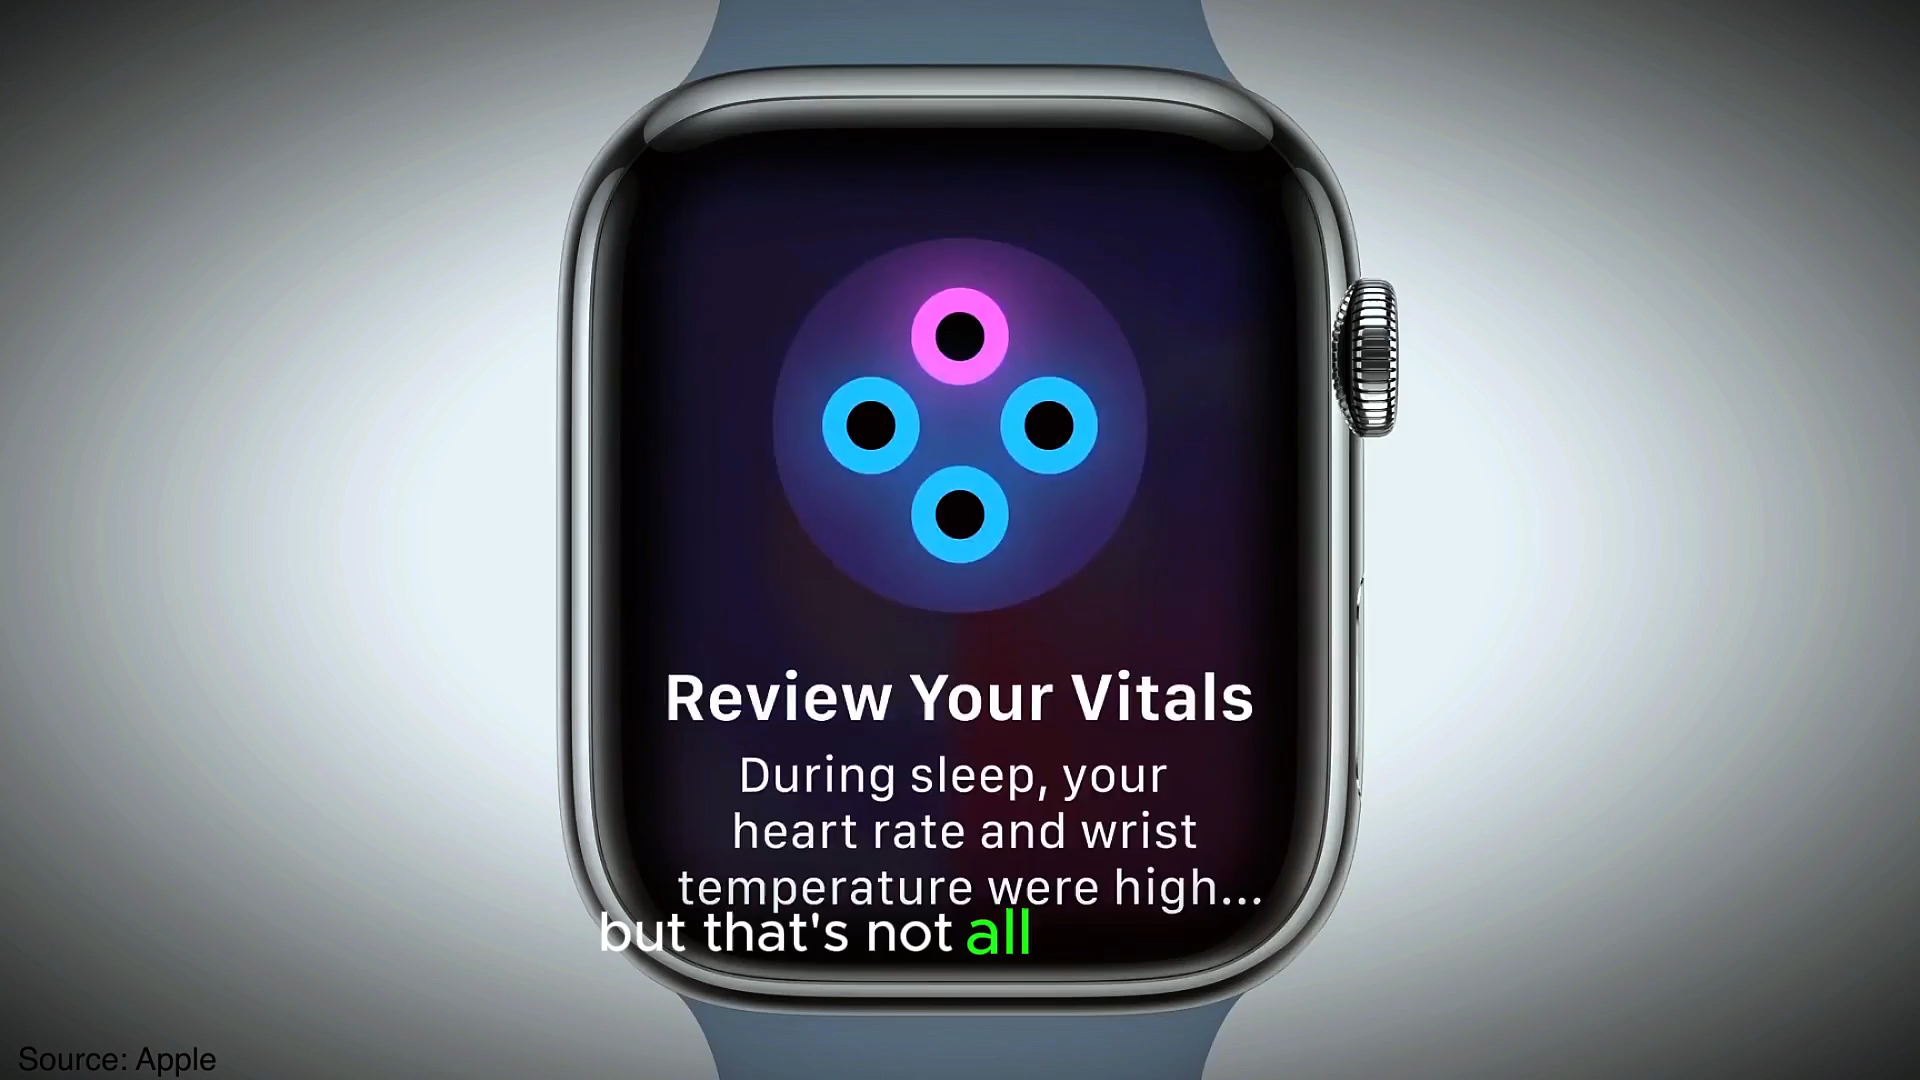 Review Your Vitals
During sleep, your
heart rate and wrist
temperature were high...
but that's not all
Source: Apple